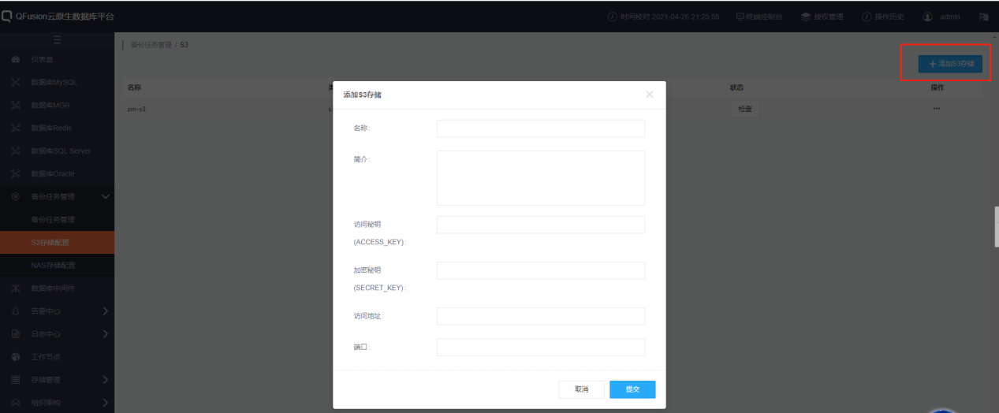 QFusion云原生数据库平台
时间校对 2021-04-26 21:25:55
终端控制台
授权管理
操作历史
admin
备份任务管理 / S3
仪表盘
添加S3存储
数据库MySQL
名称
状态
操作
添加S3存储
数据库MGR
zm-s3
检查
数据库Redis
名称:
数据库SQL Server
简介:
数据库Oracle
备份任务管理
备份任务管理
访问秘钥
(ACCESS_KEY):
S3存储配置
NAS存储配置
加密秘钥
(SECRET_KEY):
数据库中间件
告警中心
访问地址:
日志中心
端口:
工作节点
存储管理
取消
提交
组织架构